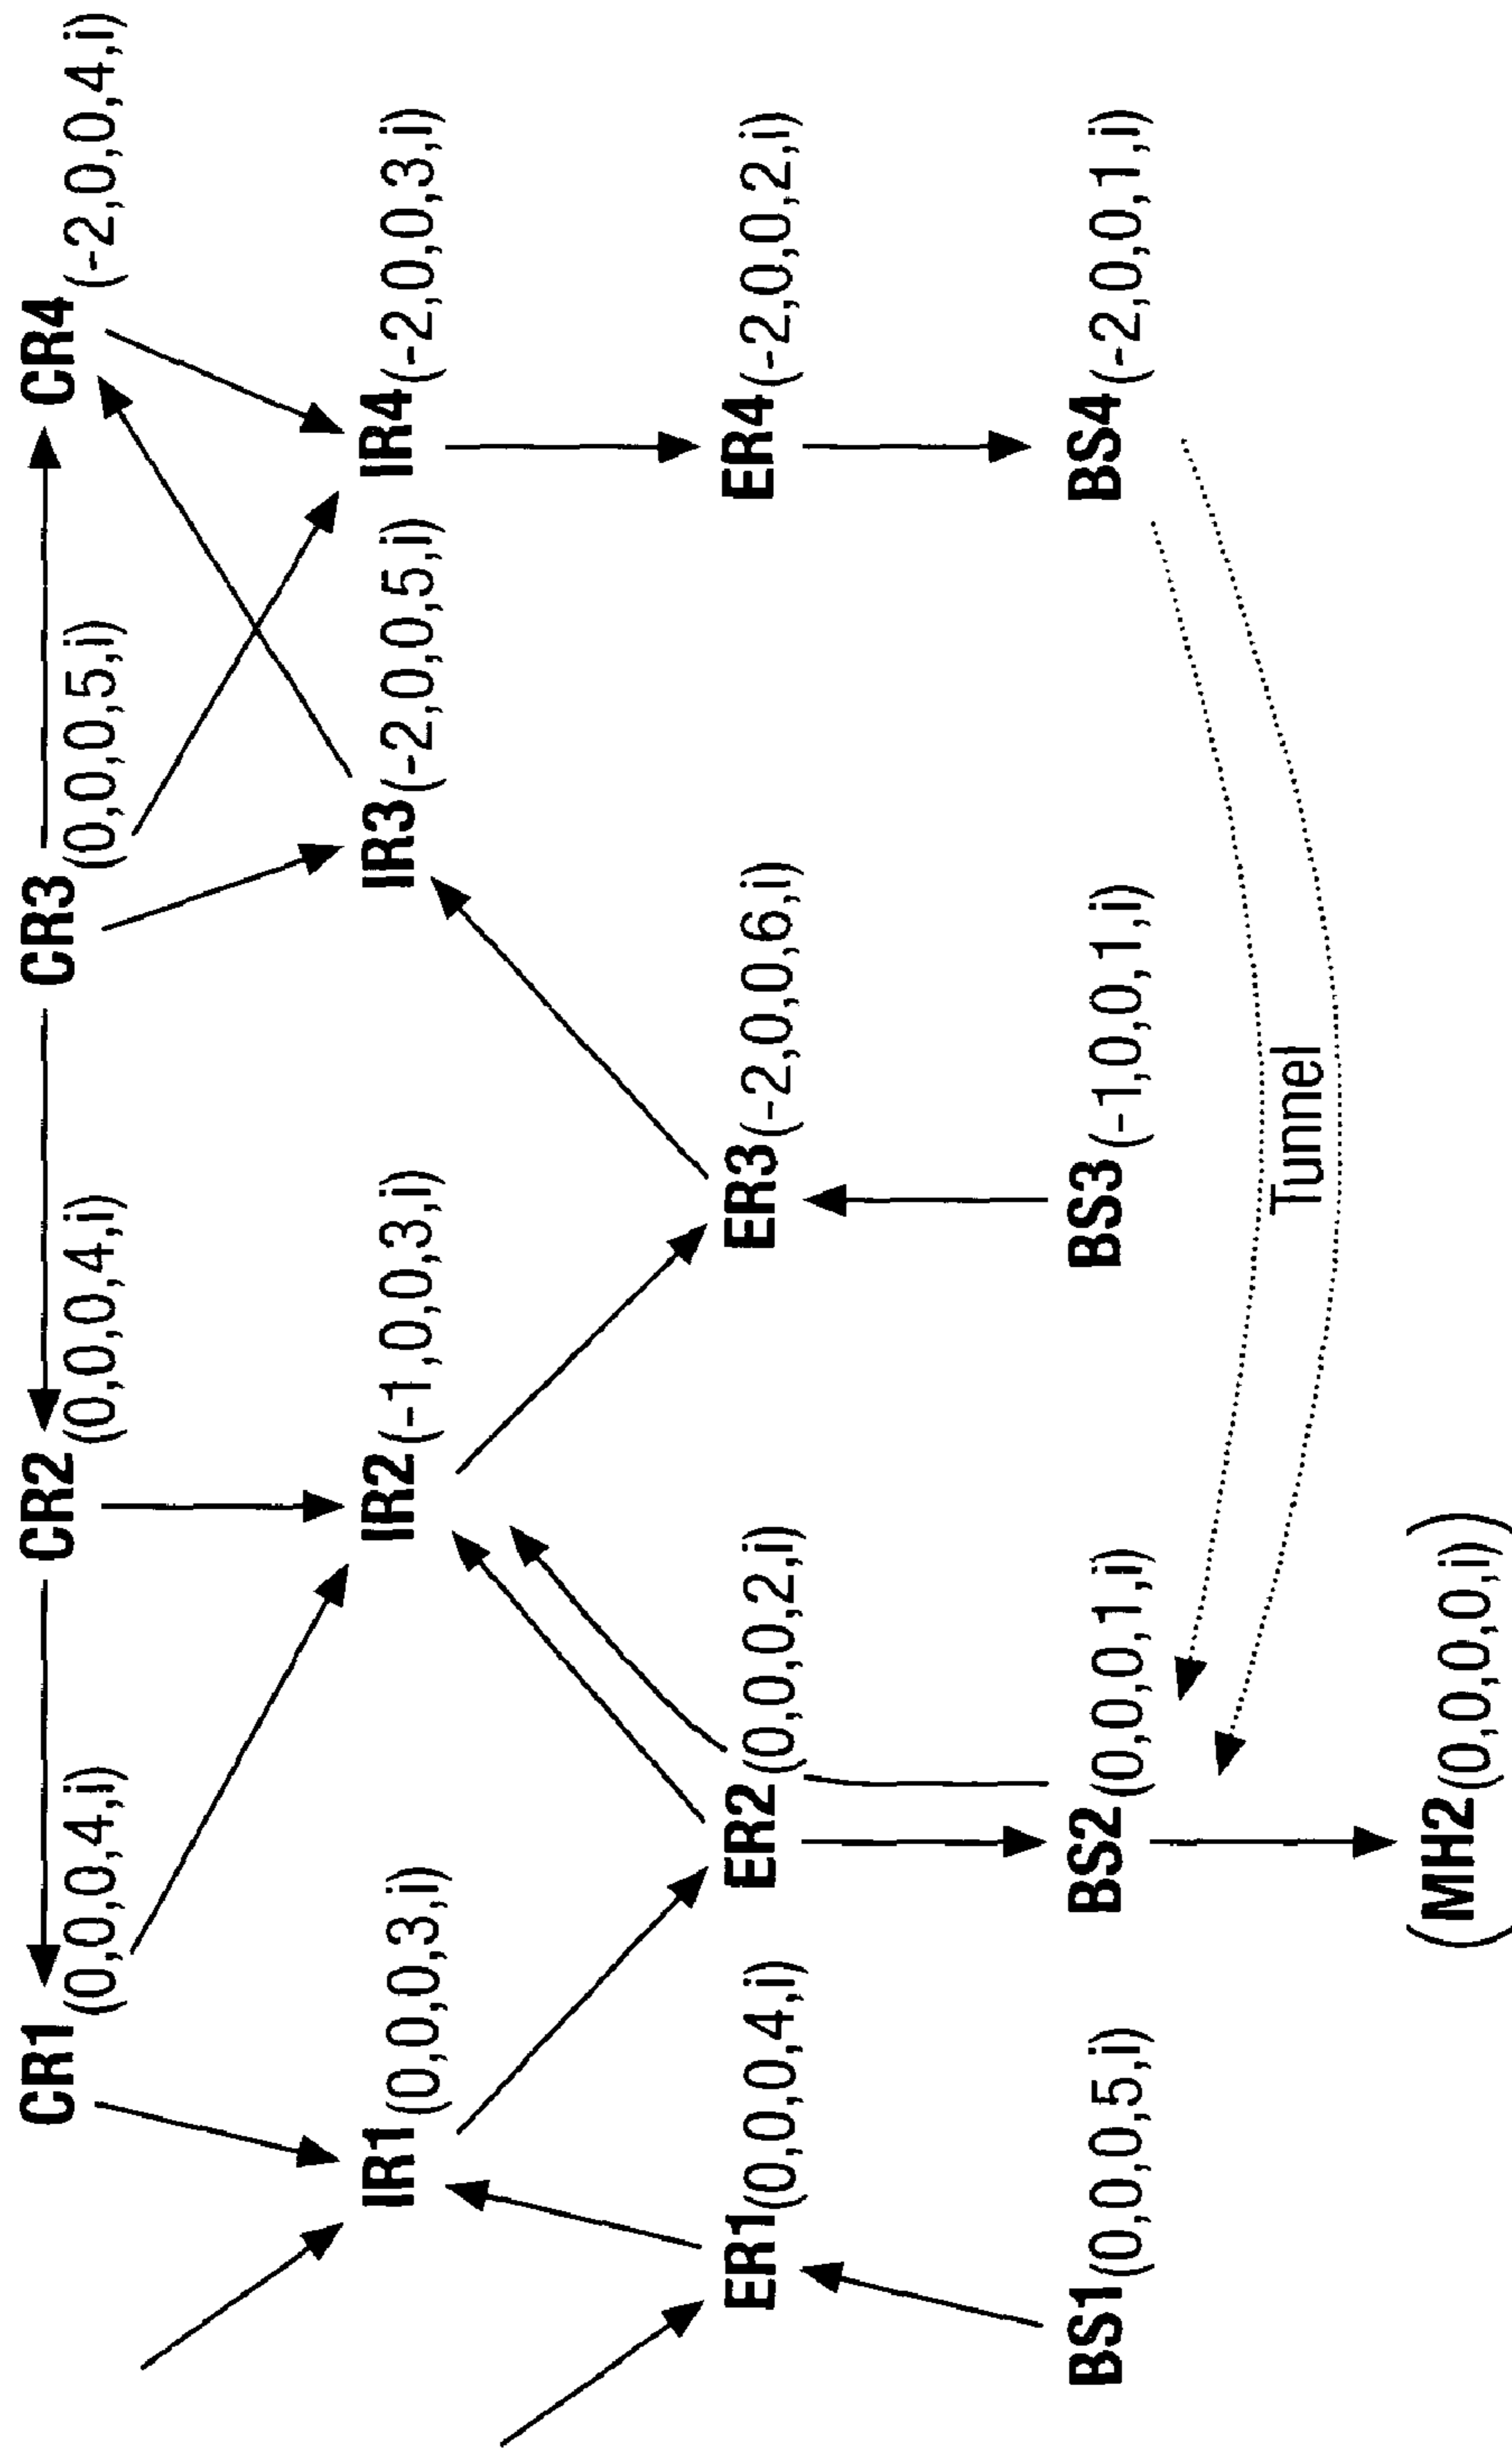 CR1(0,0,0,4,i)
CR2(0,0,0,4,i)
CR3(0,0,0,5,i)
CR4(-2,0,0,4,i)
IR1(0,0,0,3,i)
IR2(-1,0,0,3,i)
IR3(-2,0,0,5,i)
IR4(-2,0,0,3,i)
ER1(0,0,0,4,i)
ER2(0,0,0,2,i)
ER3(-2,0,0,6,i)
ER4(-2,0,0,2,i)
BS1(0,0,0,5,i)
BS2(0,0,0,1,i)
BS3(-1,0,0,1,i)
BS4(-2,0,0,1,i)
Tunnel
(MH2(0,0,0,0,i))